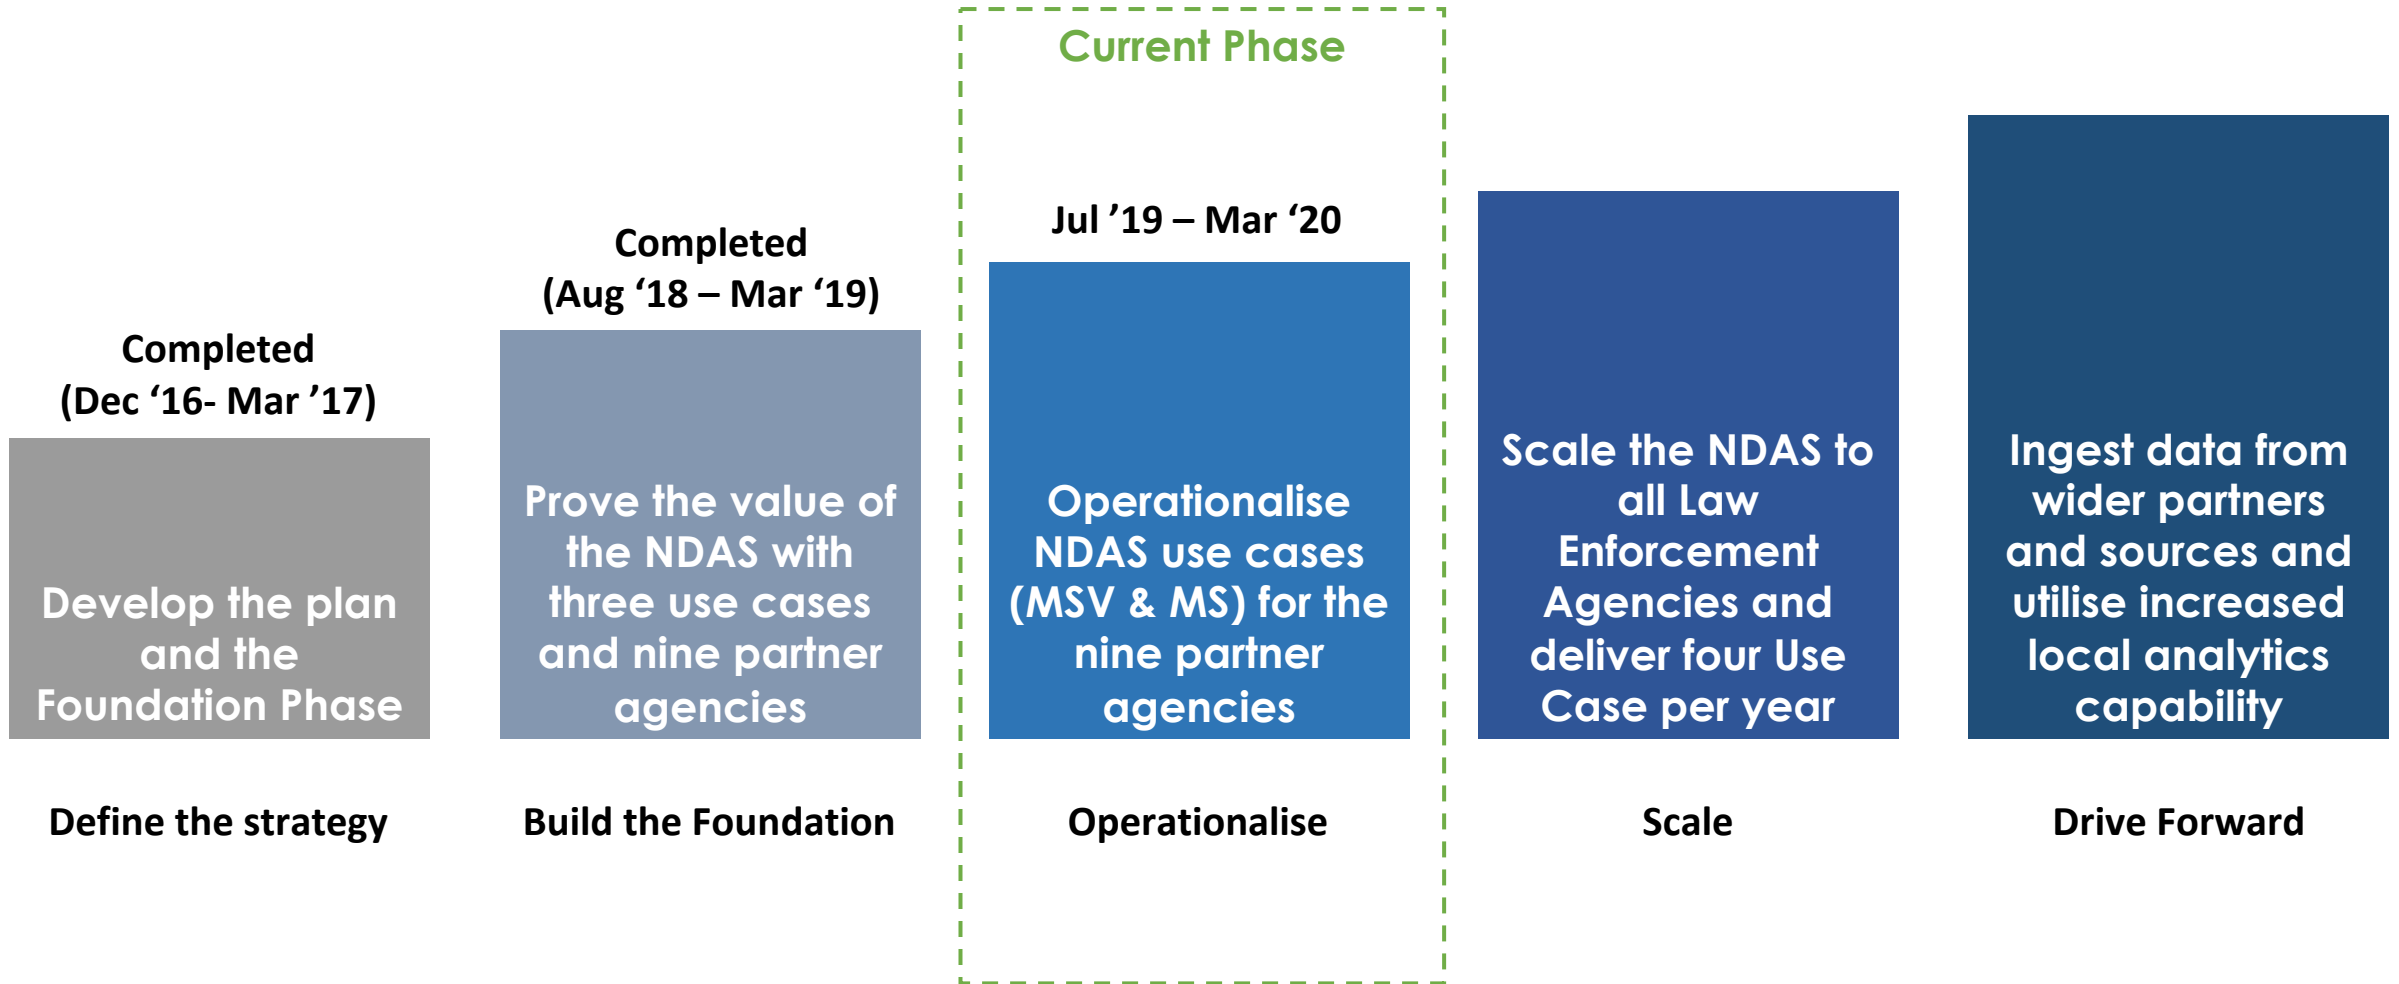 Current Phase
Completed
(Dec ‘16- Mar ’17)
Develop the plan
and the
Foundation Phase
Define the strategy
Completed
(Aug ‘18 – Mar ‘19)
Prove the value of
the NDAS with
three use cases
and nine partner
agencies
Build the Foundation
Jul ’19 – Mar ‘20
Operationalise
NDAS use cases
(MSV & MS) for the
nine partner
agencies
Operationalise
Scale the NDAS to
all Law
Enforcement
Agencies and
deliver four Use
Case per year
Scale
Ingest data from
wider partners
and sources and
utilise increased
local analytics
capability
Drive Forward